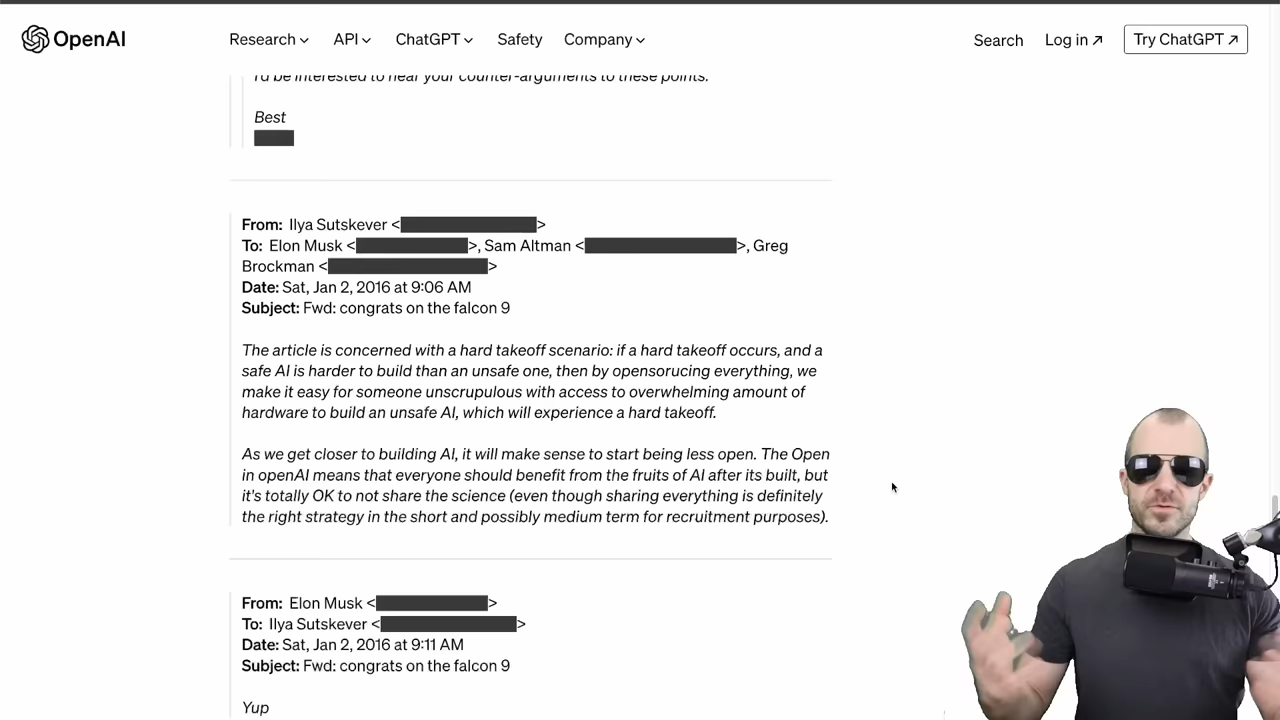 OpenAI
Research
API
ChatGPT
Safety
Company
Search
Log in ↗
Try ChatGPT ↗
I'd be interested to hear your counter-arguments to these points.
Best
From: Ilya Sutskever < >
To: Elon Musk < >, Sam Altman < >, Greg
Brockman < >
Date: Sat, Jan 2, 2016 at 9:06 AM
Subject: Fwd: congrats on the falcon 9
The article is concerned with a hard takeoff scenario: if a hard takeoff occurs, and a
safe AI is harder to build than an unsafe one, then by opensorucing everything, we
make it easy for someone unscrupulous with access to overwhelming amount of
hardware to build an unsafe AI, which will experience a hard takeoff.
As we get closer to building AI, it will make sense to start being less open. The Open
in openAI means that everyone should benefit from the fruits of AI after its built, but
it's totally OK to not share the science (even though sharing everything is definitely
the right strategy in the short and possibly medium term for recruitment purposes).
From: Elon Musk < >
To: Ilya Sutskever < >
Date: Sat, Jan 2, 2016 at 9:11 AM
Subject: Fwd: congrats on the falcon 9
Yup